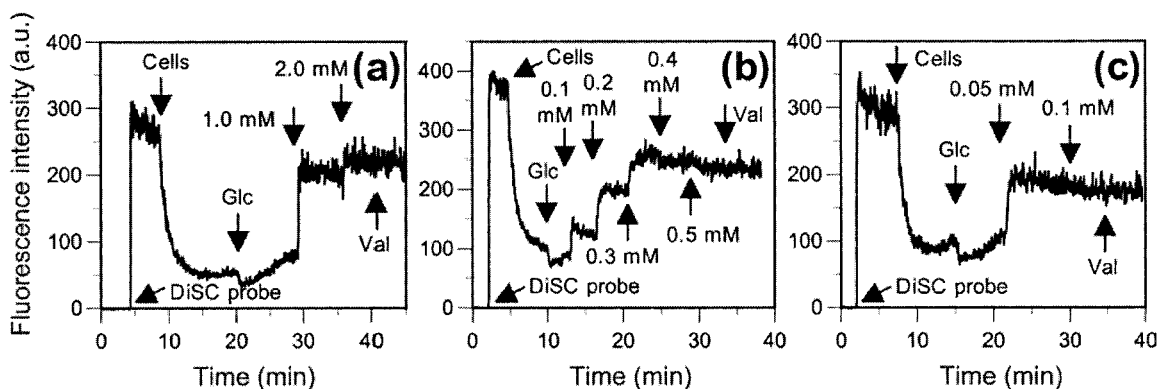 Fluorescence intensity (a.u.)
400
300
200
100
0
0 10 20 30 40
Time (min)
(a)
Cells
2.0 mM
1.0 mM
Glc
Val
DiSC probe
400
300
200
100
0
0 10 20 30 40
Time (min)
(b)
Cells
0.1 mM
0.2 mM
0.4 mM
Val
Glc
0.3 mM
0.5 mM
DiSC probe
400
300
200
100
0
0 10 20 30 40
Time (min)
(c)
Cells
0.05 mM
0.1 mM
Glc
Val
DiSC probe